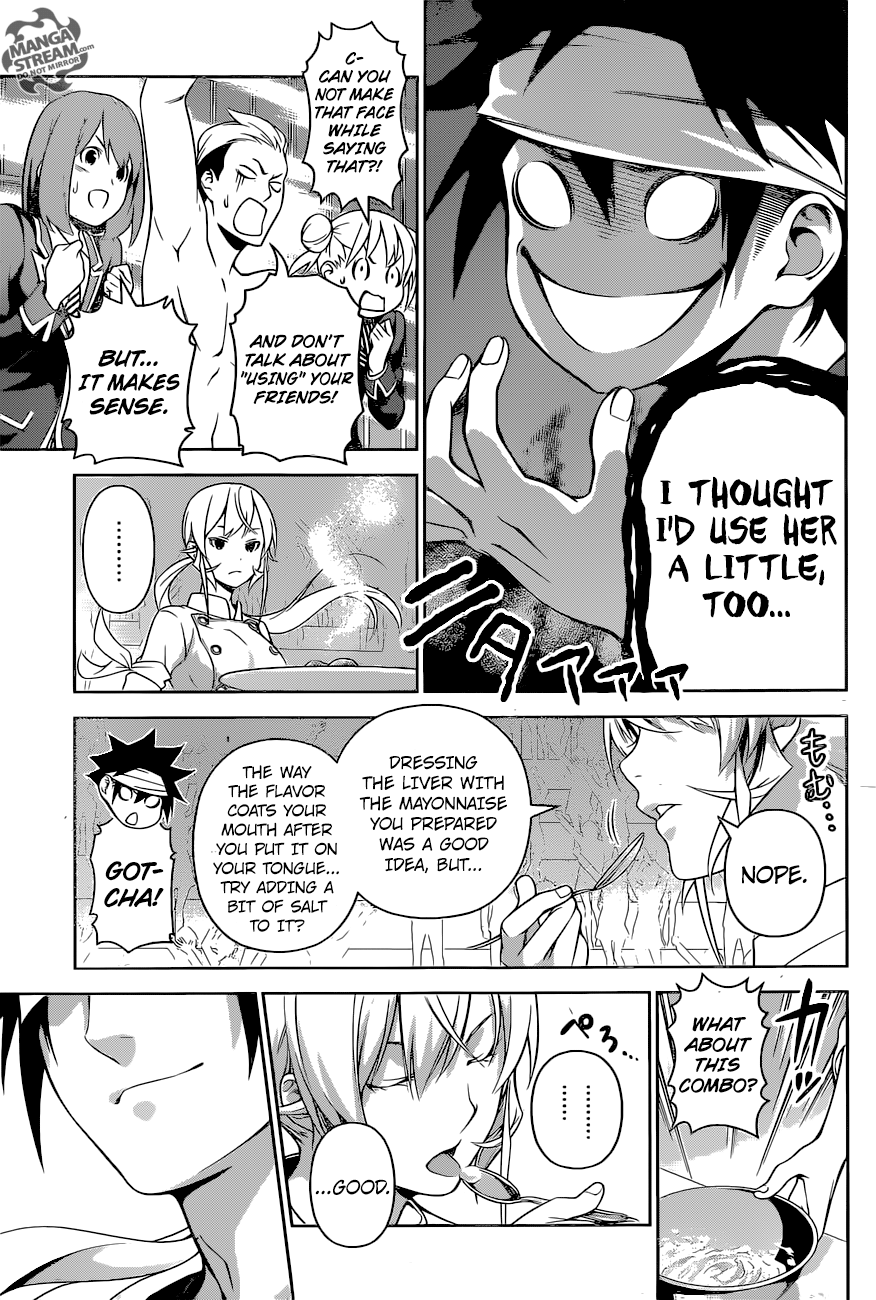 MANGA
STREAM.com
DO NOT MIRROR!
I THOUGHT
I'D USE HER
A LITTLE,
TOO...
ニタァァァ
C-
CAN YOU
NOT MAKE
THAT FACE
WHILE
SAYING
THAT?!
AND DON'T
TALK ABOUT
"USING" YOUR
FRIENDS!
BUT...
IT MAKES
SENSE.
........
もむ...
NOPE.
DRESSING
THE LIVER WITH
THE MAYONNAISE
YOU PREPARED
WAS A GOOD
IDEA, BUT...
THE WAY
THE FLAVOR
COATS YOUR
MOUTH AFTER
YOU PUT IT ON
YOUR TONGUE...
TRY ADDING A
BIT OF SALT
TO IT?
GOT-
CHA!
カッ
WHAT
ABOUT
THIS
COMBO?
ぺろ...
........
...GOOD.